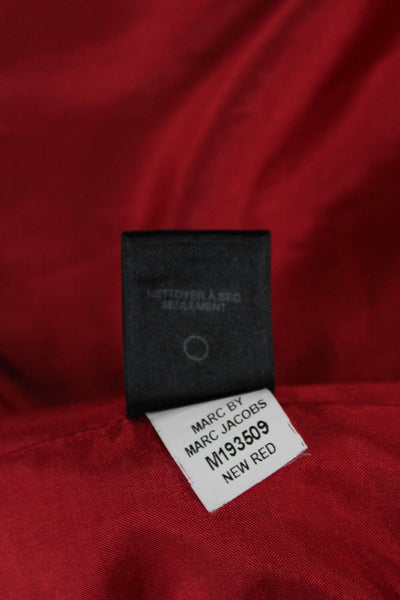 NETTOYER À SEC
SEULEMENT
MARC BY
MARC JACOBS
M193509
NEW RED